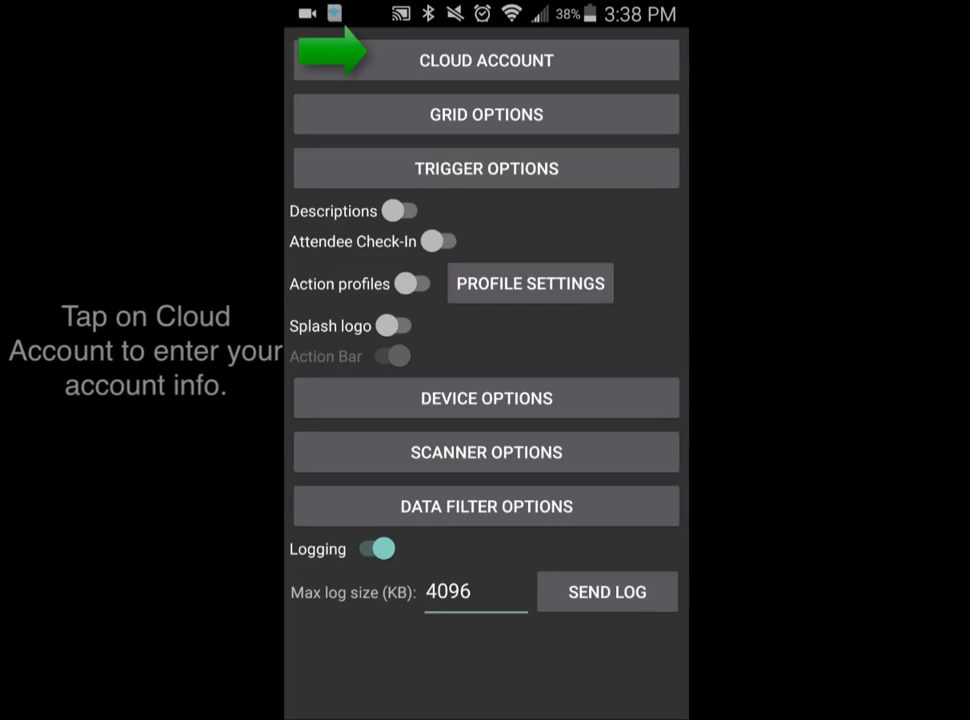 38% 3:38 PM
CLOUD ACCOUNT
GRID OPTIONS
TRIGGER OPTIONS
Descriptions
Attendee Check-In
Action profiles PROFILE SETTINGS
Splash logo
Action Bar
DEVICE OPTIONS
SCANNER OPTIONS
DATA FILTER OPTIONS
Logging
Max log size (KB): 4096 SEND LOG
Tap on Cloud
Account to enter your
account info.